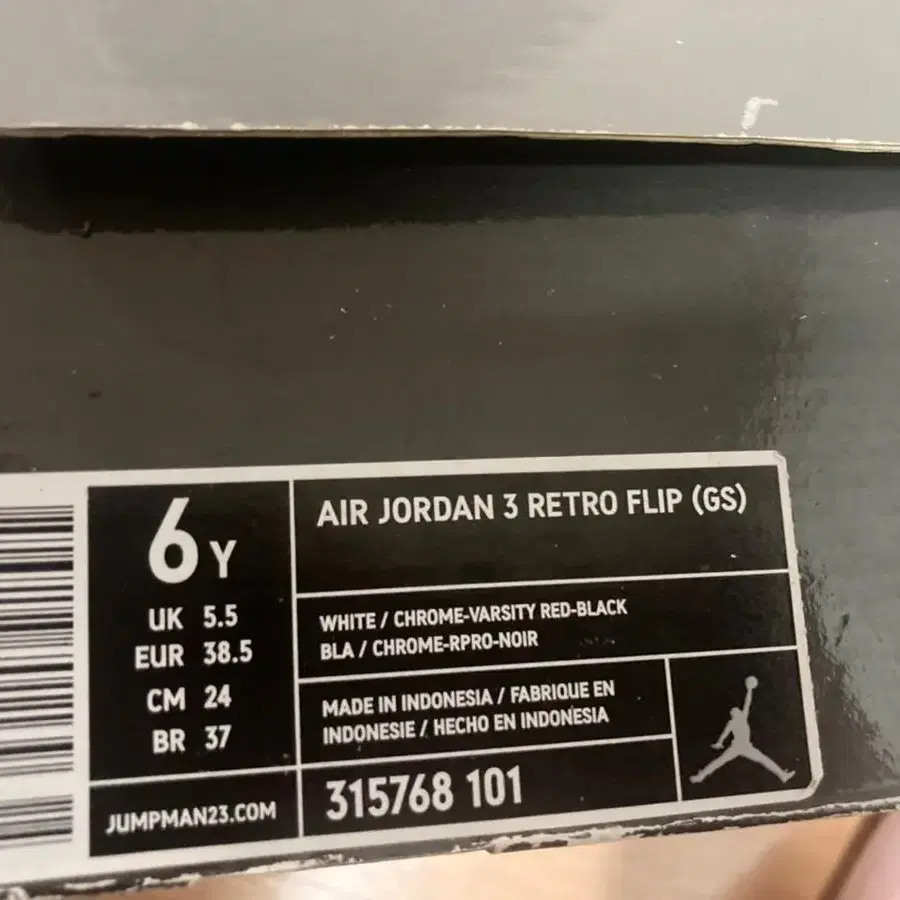 6 Y
UK 5.5
EUR 38.5
CM 24
BR 37
JUMPMAN23.COM
AIR JORDAN 3 RETRO FLIP (GS)
WHITE / CHROME-VARSITY RED-BLACK
BLA / CHROME-RPRO-NOIR
MADE IN INDONESIA / FABRIQUE EN
INDONESIE / HECHO EN INDONESIA
315768 101